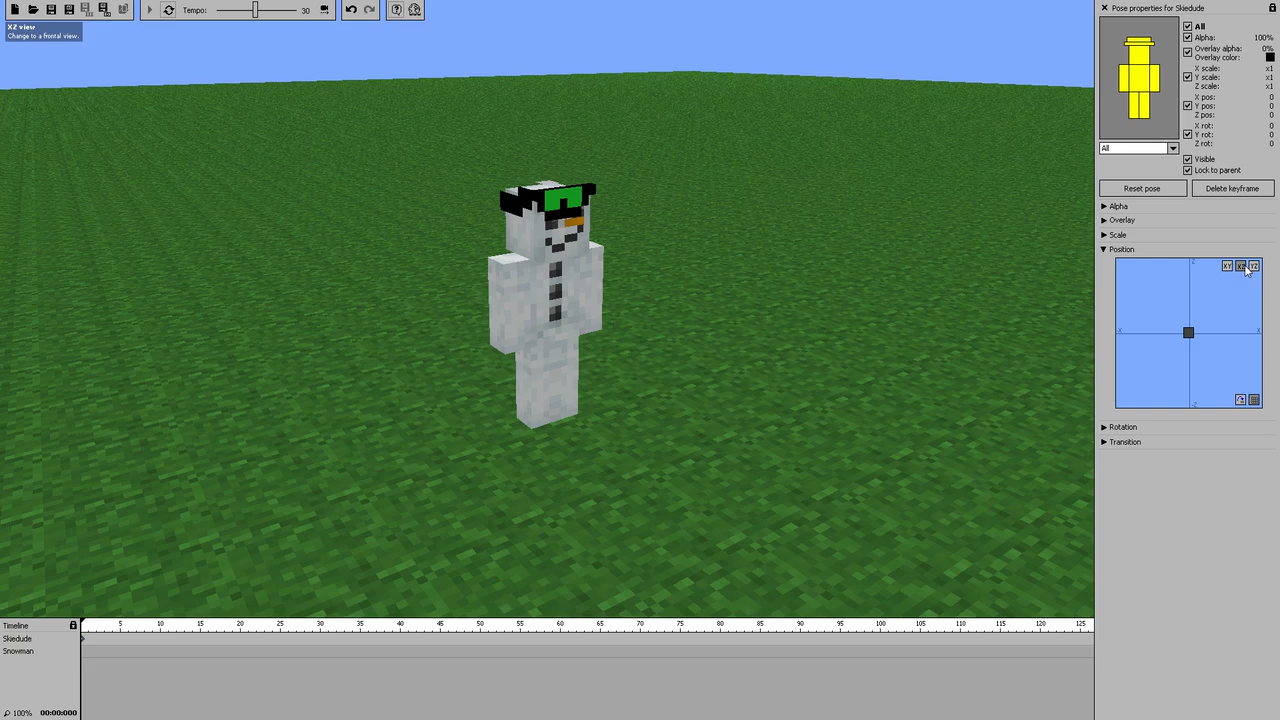 Tempo: 30
XZ view
Change to a frontal view.
Pose properties for Skiedude
All
Alpha: 100%
Overlay alpha: 0%
Overlay color:
X scale: x1
Y scale: x1
Z scale: x1
X pos: 0
Y pos: 0
Z pos: 0
X rot: 0
Y rot: 0
Z rot: 0
All
Visible
Lock to parent
Reset pose Delete keyframe
Alpha
Overlay
Scale
Position
Z XY XZ YZ
-X X
-Z
Rotation
Transition
Timeline 5 10 15 20 25 30 35 40 45 50 55 60 65 70 75 80 85 90 95 100 105 110 115 120 125
Skiedude
Snowman
100% 00:00:000